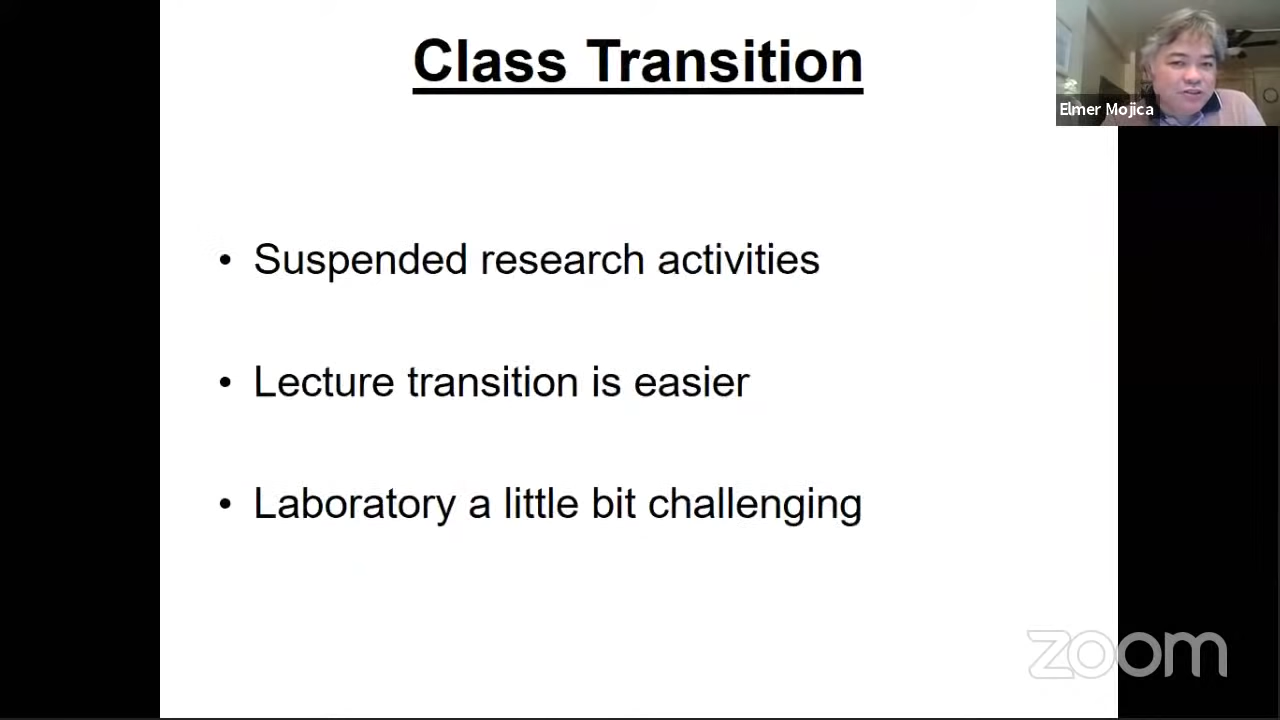 Class Transition
Elmer Mojica
• Suspended research activities
• Lecture transition is easier
• Laboratory a little bit challenging
zoom